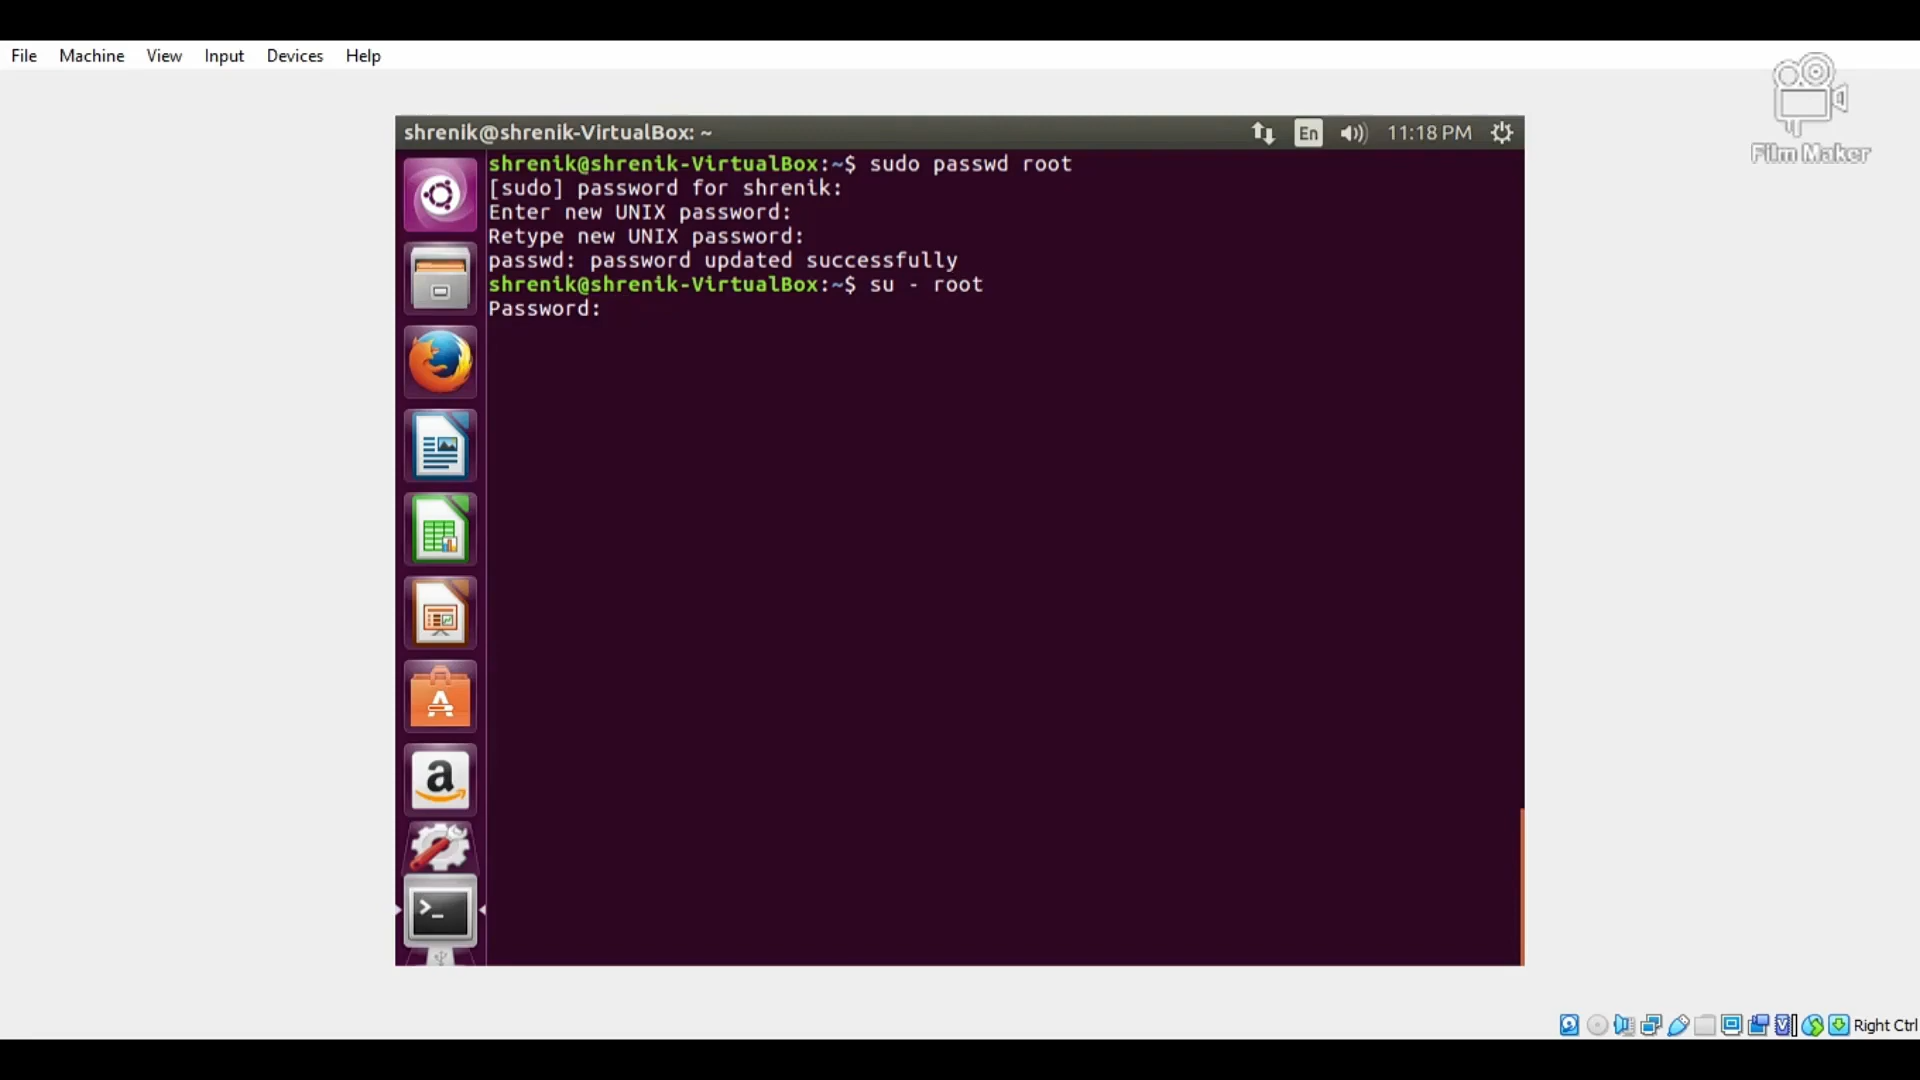 File Machine View Input Devices Help
Film Maker
shrenik@shrenik-VirtualBox: ~ En 11:18 PM
shrenik@shrenik-VirtualBox:~$ sudo passwd root
[sudo] password for shrenik:
Enter new UNIX password:
Retype new UNIX password:
passwd: password updated successfully
shrenik@shrenik-VirtualBox:~$ su - root
Password:
Right Ctrl